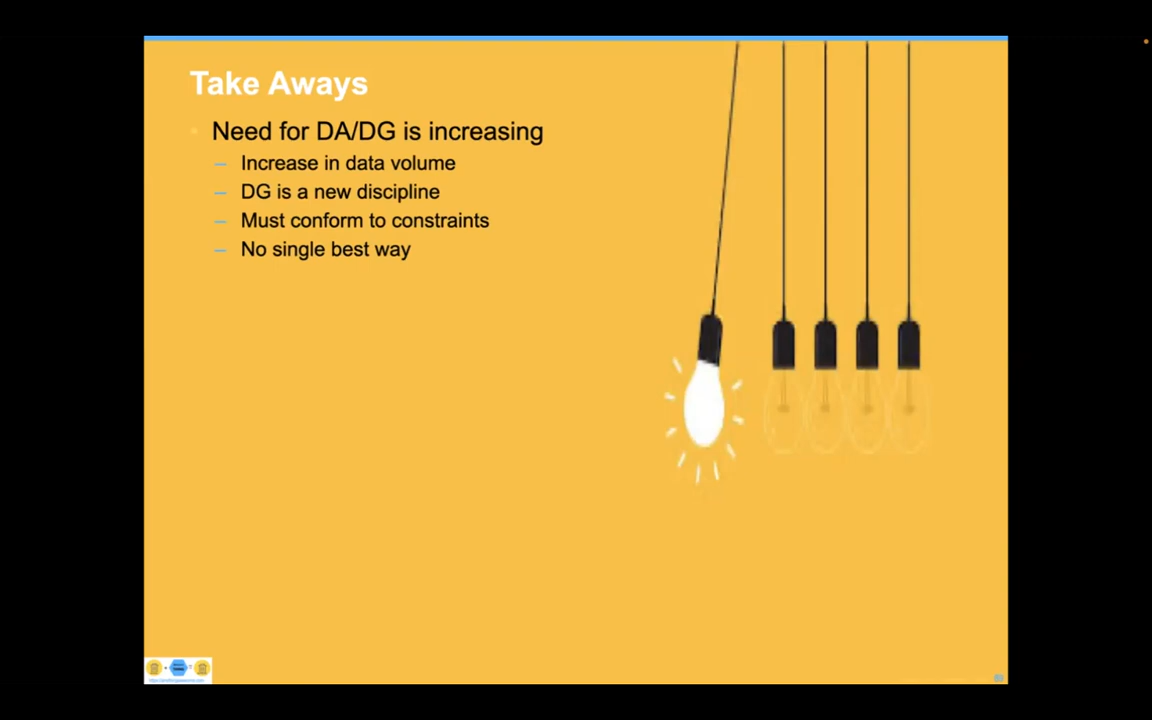 Take Aways
Need for DA/DG is increasing
– Increase in data volume
– DG is a new discipline
– Must conform to constraints
– No single best way